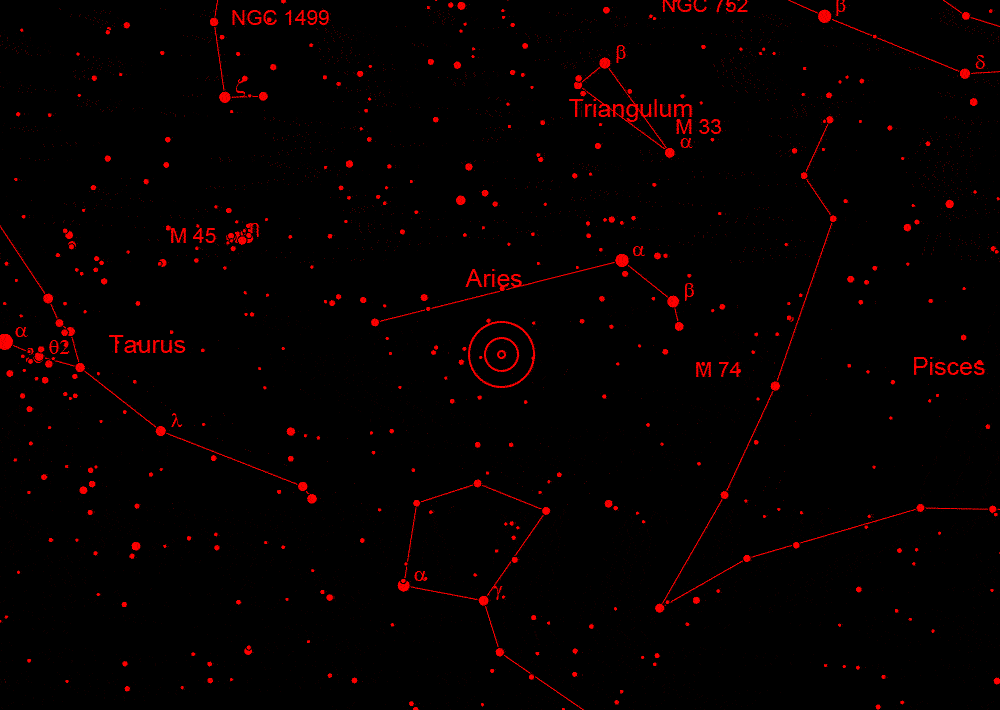 NGC 1499
NGC 752
β
δ
ζ
β
Triangulum
M 33
α
M 45
η
α
Aries
β
α
θ2
Taurus
M 74
Pisces
λ
α
γ